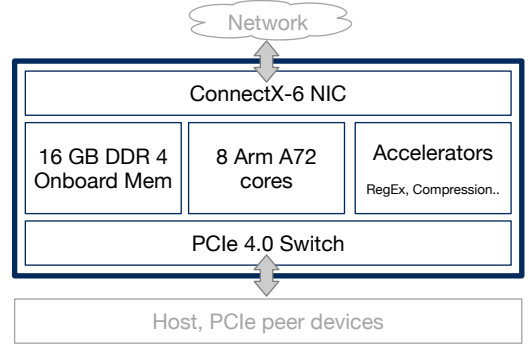 Network
ConnectX-6 NIC
16 GB DDR 4
Onboard Mem
8 Arm A72
cores
Accelerators
RegEx, Compression..
PCIe 4.0 Switch
Host, PCIe peer devices